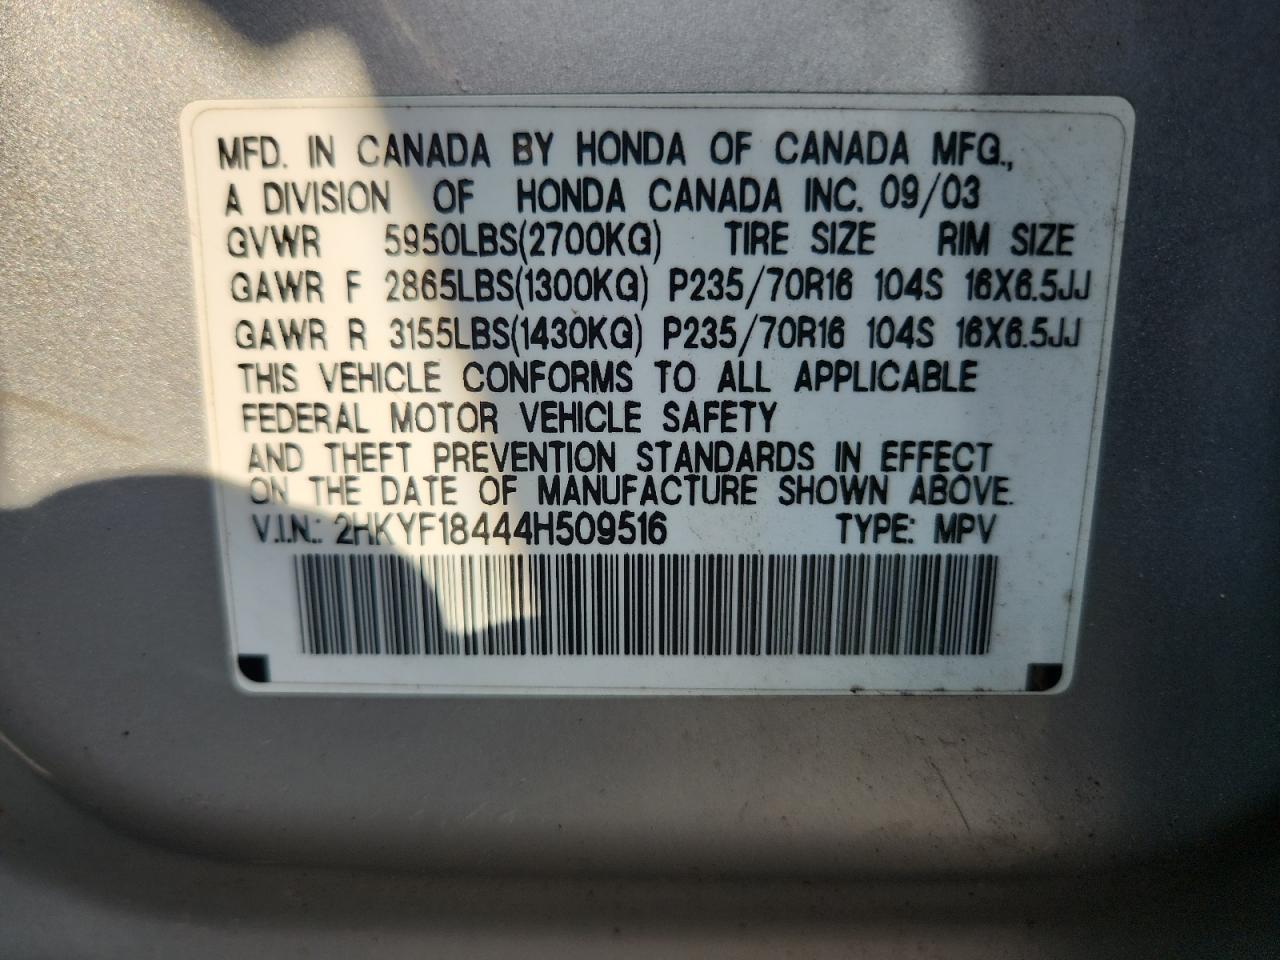 MFD. IN CANADA BY HONDA OF CANADA MFG.,
A DIVISION OF HONDA CANADA INC. 09/03
GVWR 5950LBS(2700KG) TIRE SIZE RIM SIZE
GAWR F 2865LBS(1300KG) P235/70R16 104S 16X6.5JJ
GAWR R 3155LBS(1430KG) P235/70R16 104S 16X6.5JJ
THIS VEHICLE CONFORMS TO ALL APPLICABLE
FEDERAL MOTOR VEHICLE SAFETY
AND THEFT PREVENTION STANDARDS IN EFFECT
ON THE DATE OF MANUFACTURE SHOWN ABOVE.
V.I.N.: 2HKYF18444H509516 TYPE: MPV